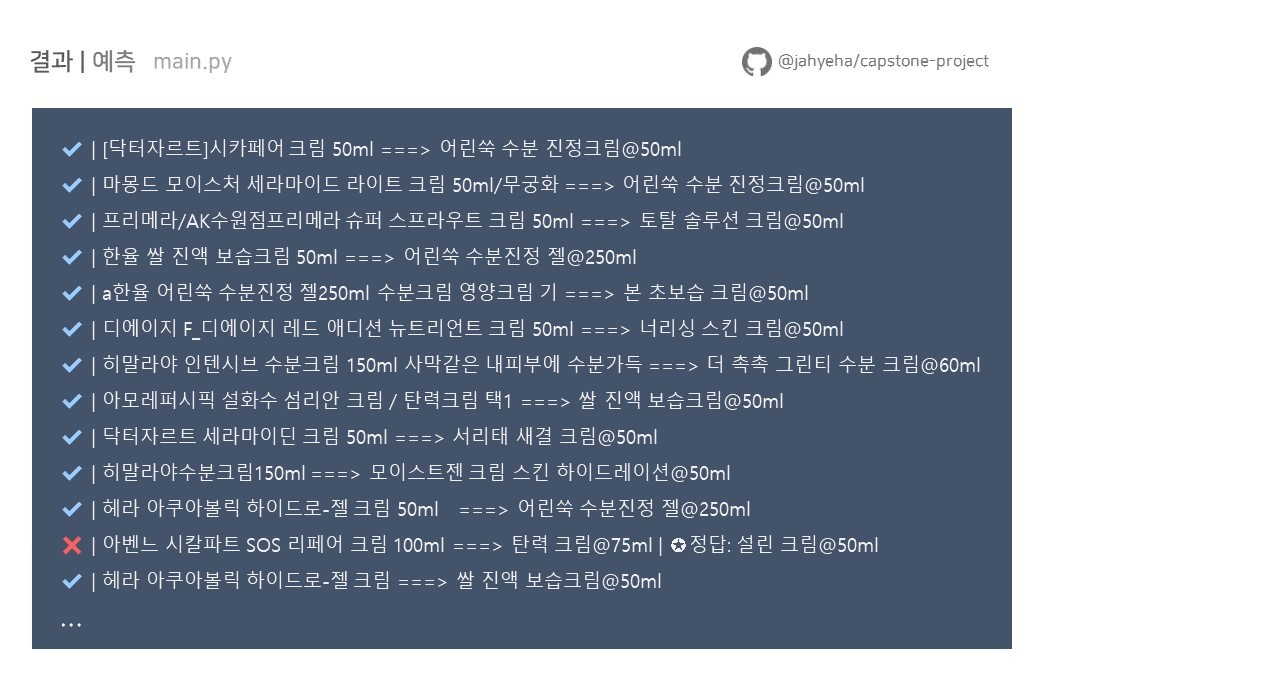 결과 | 예측 main.py
@jahyeha/capstone-project
✔ | [닥터자르트]시카페어 크림 50ml ===> 어린쑥 수분 진정크림@50ml
✔ | 마몽드 모이스처 세라마이드 라이트 크림 50ml/무궁화 ===> 어린쑥 수분 진정크림@50ml
✔ | 프리메라/AK수원점프리메라 슈퍼 스프라우트 크림 50ml ===> 토탈 솔루션 크림@50ml
✔ | 한율 쌀 진액 보습크림 50ml ===> 어린쑥 수분진정 젤@250ml
✔ | a한율 어린쑥 수분진정 젤250ml 수분크림 영양크림 기 ===> 본 초보습 크림@50ml
✔ | 디에이지 F_디에이지 레드 애디션 뉴트리언트 크림 50ml ===> 너리싱 스킨 크림@50ml
✔ | 히말라야 인텐시브 수분크림 150ml 사막같은 내피부에 수분가득 ===> 더 촉촉 그린티 수분 크림@60ml
✔ | 아모레퍼시픽 설화수 섬리안 크림 / 탄력크림 택1 ===> 쌀 진액 보습크림@50ml
✔ | 닥터자르트 세라마이딘 크림 50ml ===> 서리태 새결 크림@50ml
✔ | 히말라야수분크림150ml ===> 모이스트젠 크림 스킨 하이드레이션@50ml
✔ | 헤라 아쿠아볼릭 하이드로-젤 크림 50ml ===> 어린쑥 수분진정 젤@250ml
❌ | 아벤느 시칼파트 SOS 리페어 크림 100ml ===> 탄력 크림@75ml | ✪정답: 설린 크림@50ml
✔ | 헤라 아쿠아볼릭 하이드로-젤 크림 ===> 쌀 진액 보습크림@50ml
...